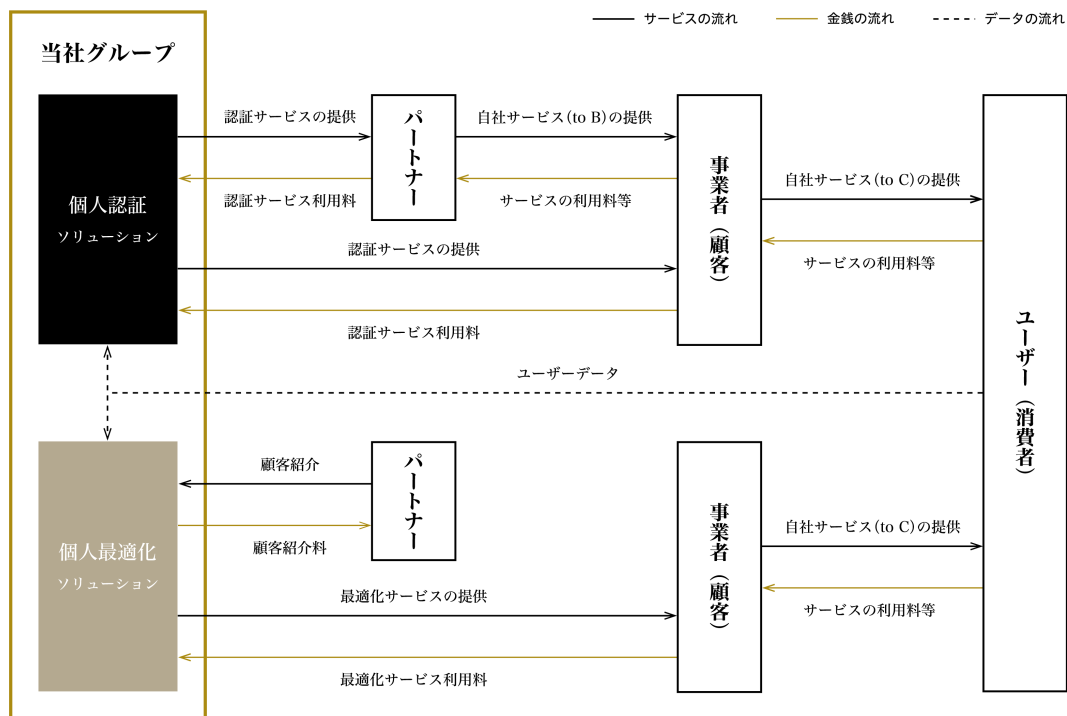 サービスの流れ
金銭の流れ
データの流れ
当社グループ
個人認証
ソリューション
認証サービスの提供
認証サービス利用料
パートナー
自社サービス(to B)の提供
サービスの利用料等
認証サービスの提供
認証サービス利用料
事業者（顧客）
自社サービス(to C)の提供
サービスの利用料等
ユーザー（消費者）
ユーザーデータ
個人最適化
ソリューション
顧客紹介
顧客紹介料
パートナー
最適化サービスの提供
最適化サービス利用料
事業者（顧客）
自社サービス(to C)の提供
サービスの利用料等